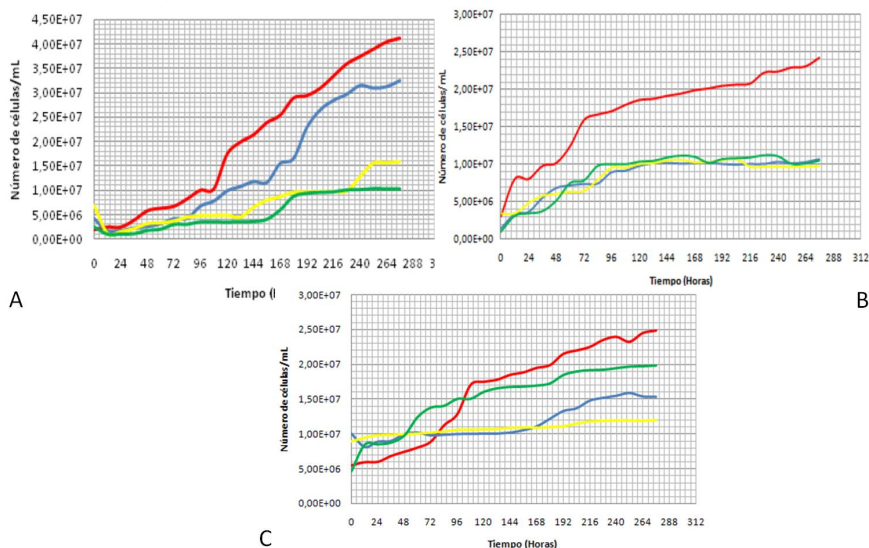 4,50E+07
4,00E+07
3,50E+07
3,00E+07
2,50E+07
2,00E+07
1,50E+07
1,00E+07
5,00E+06
0,00E+00
Número de células/mL
0 24 48 72 96 120 144 168 192 216 240 264 288 3
Tiempo (I
A
3,00E+07
2,50E+07
2,00E+07
1,50E+07
1,00E+07
5,00E+06
0,00E+00
Número de células/mL
0 24 48 72 96 120 144 168 192 216 240 264 288 312
Tiempo (Horas)
B
3,00E+07
2,50E+07
2,00E+07
1,50E+07
1,00E+07
5,00E+06
0,00E+00
Número de células/mL
0 24 48 72 96 120 144 168 192 216 240 264 288 312
Tiempo (Horas)
C